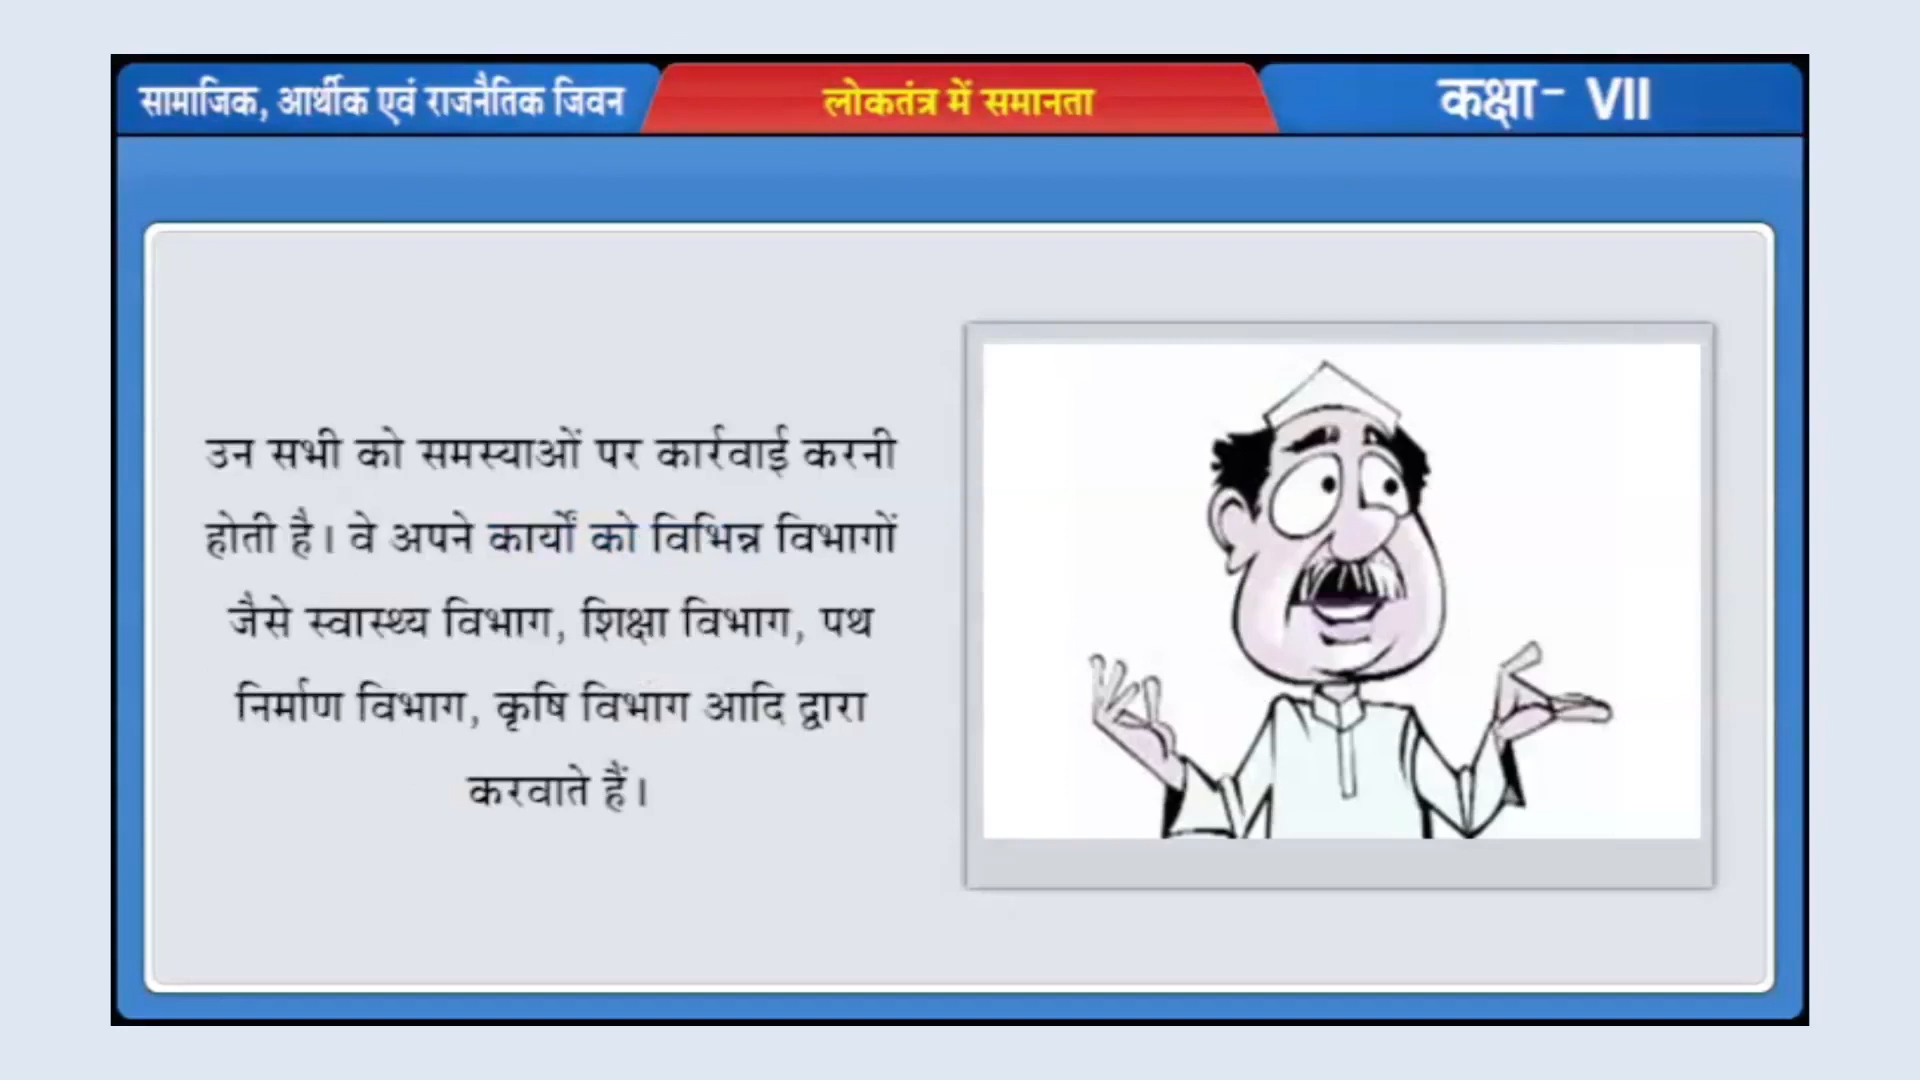 सामाजिक, आर्थीक एवं राजनैतिक जिवन
लोकतंत्र में समानता
कक्षा- VII
उन सभी को समस्याओं पर कार्रवाई करनी
होती है। वे अपने कार्यों को विभिन्न विभागों
जैसे स्वास्थ्य विभाग, शिक्षा विभाग, पथ
निर्माण विभाग, कृषि विभाग आदि द्वारा
करवाते हैं।